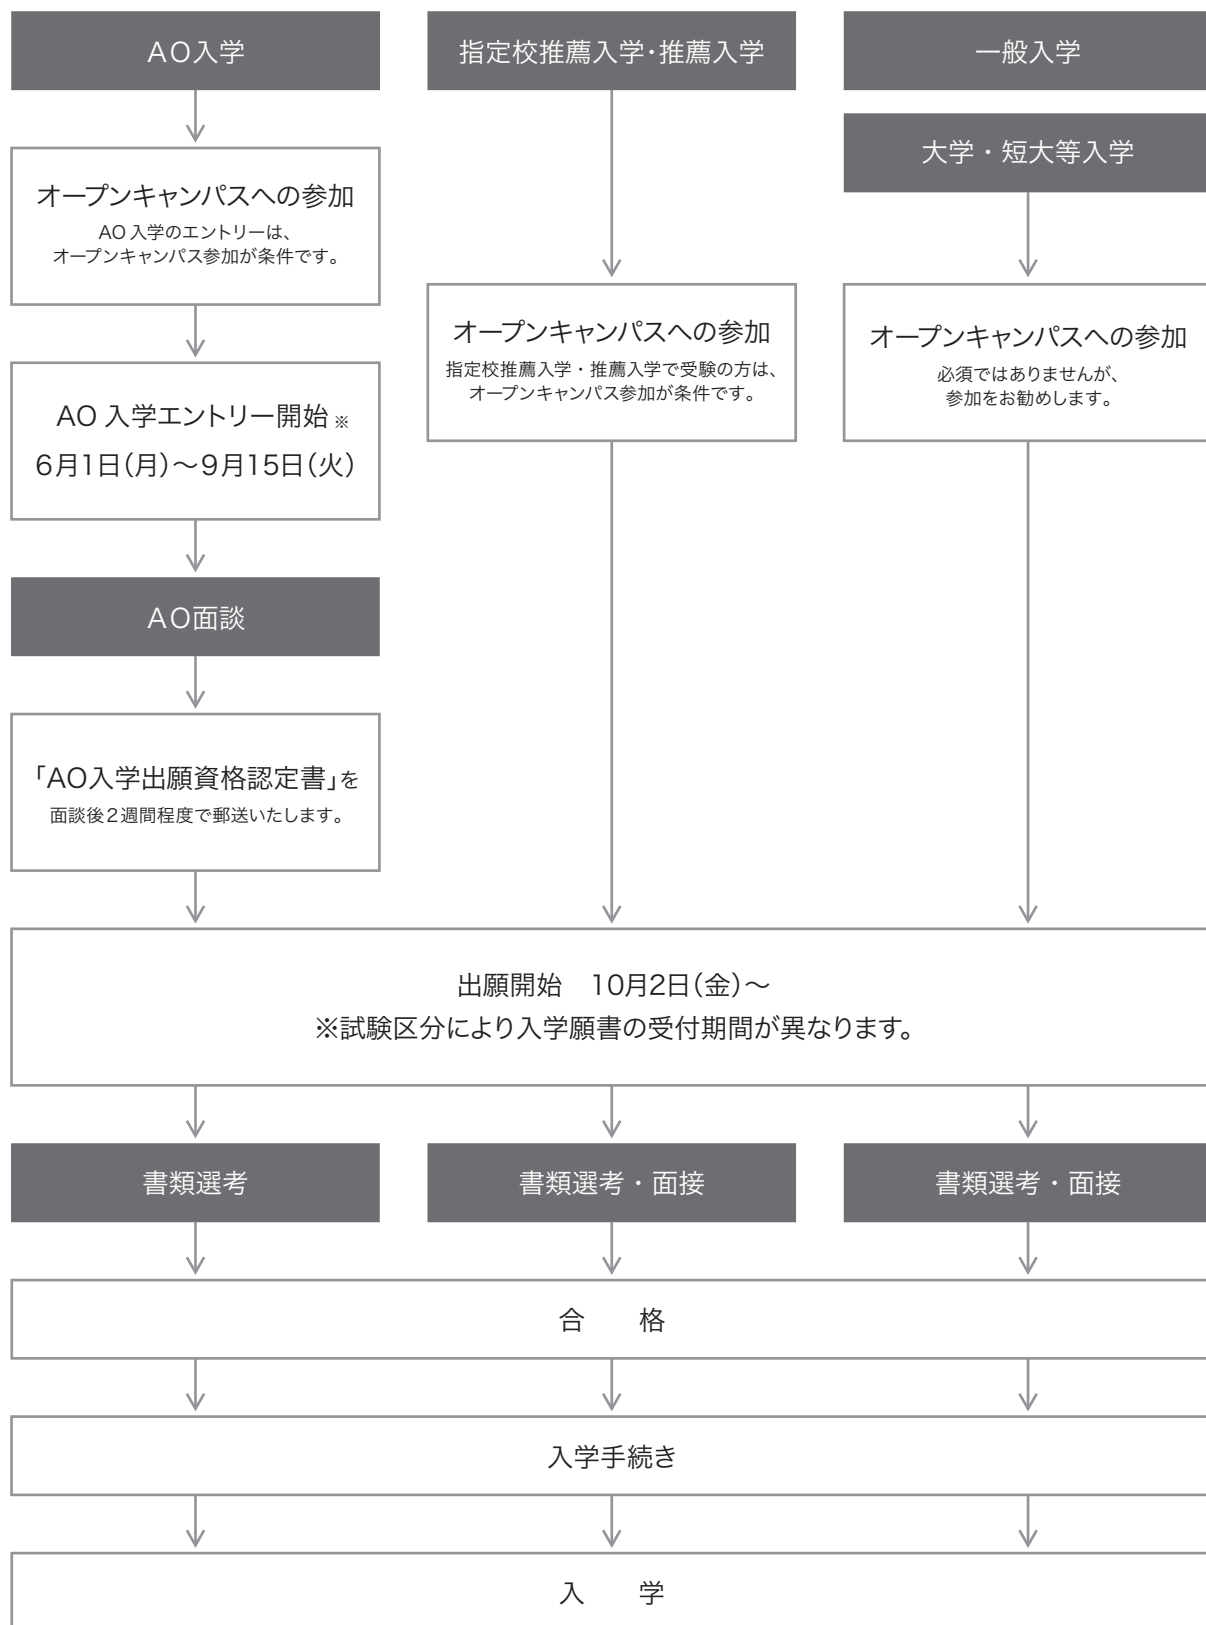 AO入学
指定校推薦入学・推薦入学
一般入学
大学・短大等入学
オープンキャンパスへの参加
AO 入学のエントリーは、
オープンキャンパス参加が条件です。
オープンキャンパスへの参加
指定校推薦入学・推薦入学で受験の方は、
オープンキャンパス参加が条件です。
オープンキャンパスへの参加
必須ではありませんが、
参加をお勧めします。
AO 入学エントリー開始 ※
6月1日(月)〜9月15日(火)
AO面談
「AO入学出願資格認定書」を
面談後2週間程度で郵送いたします。
出願開始　10月2日(金)〜
※試験区分により入学願書の受付期間が異なります。
書類選考
書類選考・面接
書類選考・面接
合　格
入学手続き
入　学